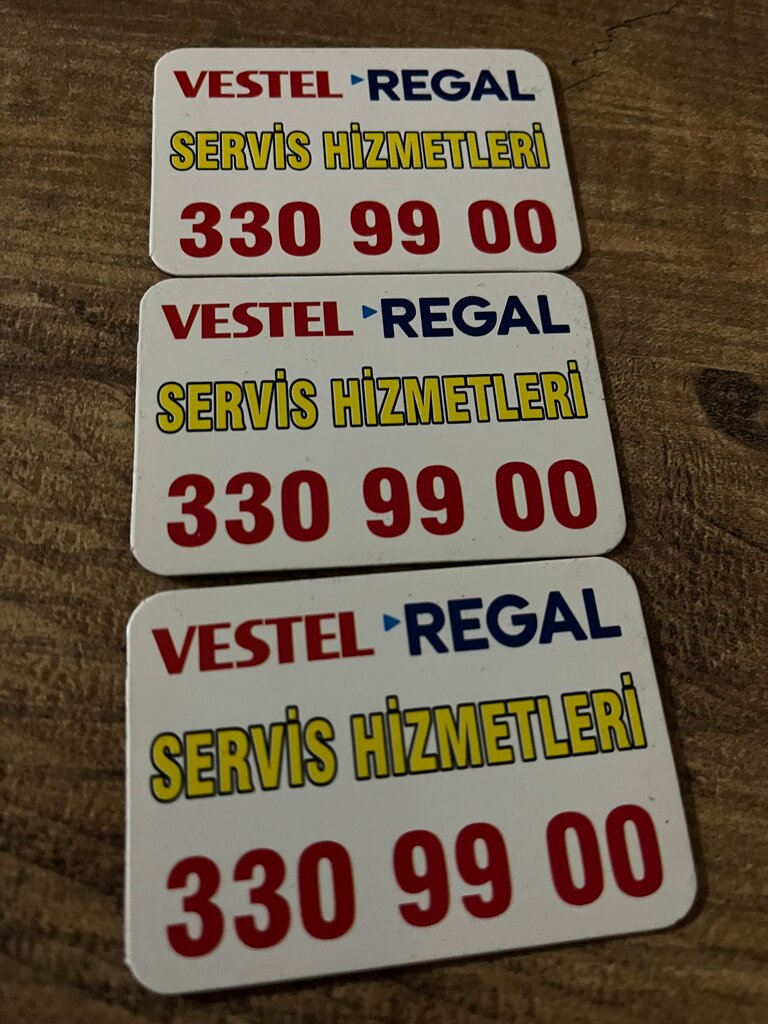 VESTEL REGAL
SERVİS HİZMETLERİ
330 99 00
VESTEL REGAL
SERVİS HİZMETLERİ
330 99 00
VESTEL REGAL
SERVİS HİZMETLERİ
330 99 00